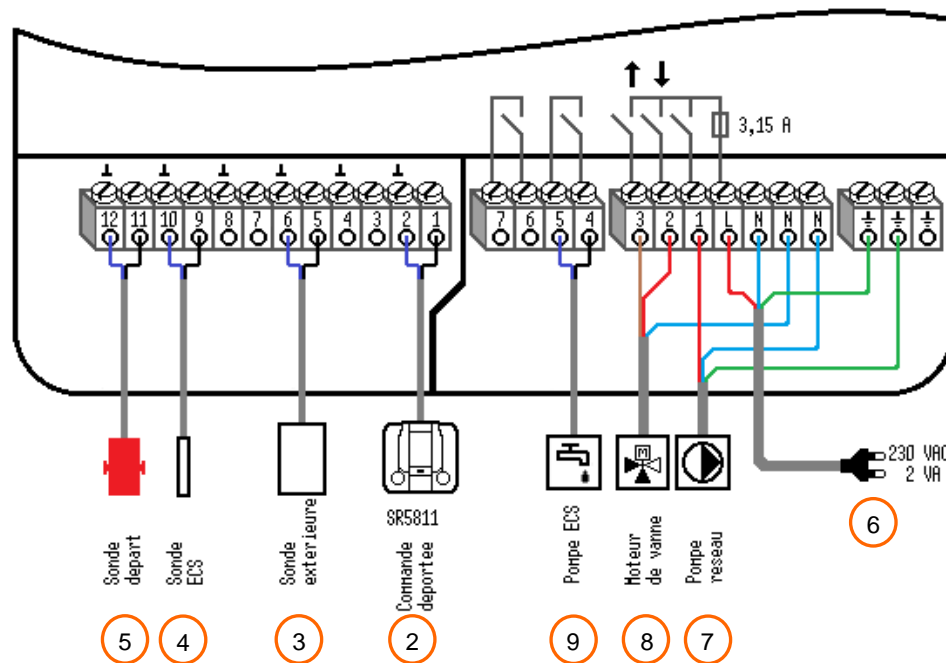 3,15 A
12 11 10 9 8 7 6 5 4 3 2 1
7 6 5 4
3 2 1 L N N N
M
230 VAC
2 VA
SR5811
Sonde
depart
Sonde
ECS
Sonde
exterieure
Commande
deportee
Pompe ECS
Moteur
de vanne
Pompe
reseau
6
5
4
3
2
9
8
7